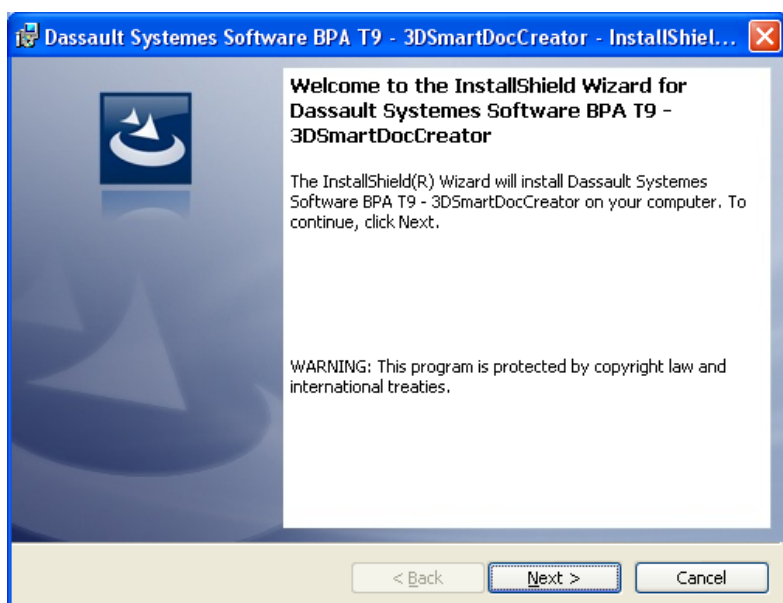 Dassault Systemes Software BPA T9 - 3DSmartDocCreator - InstallShiel...
Welcome to the InstallShield Wizard for
Dassault Systemes Software BPA T9 -
3DSmartDocCreator
The InstallShield(R) Wizard will install Dassault Systemes
Software BPA T9 - 3DSmartDocCreator on your computer. To
continue, click Next.
WARNING: This program is protected by copyright law and
international treaties.
< Back Next > Cancel